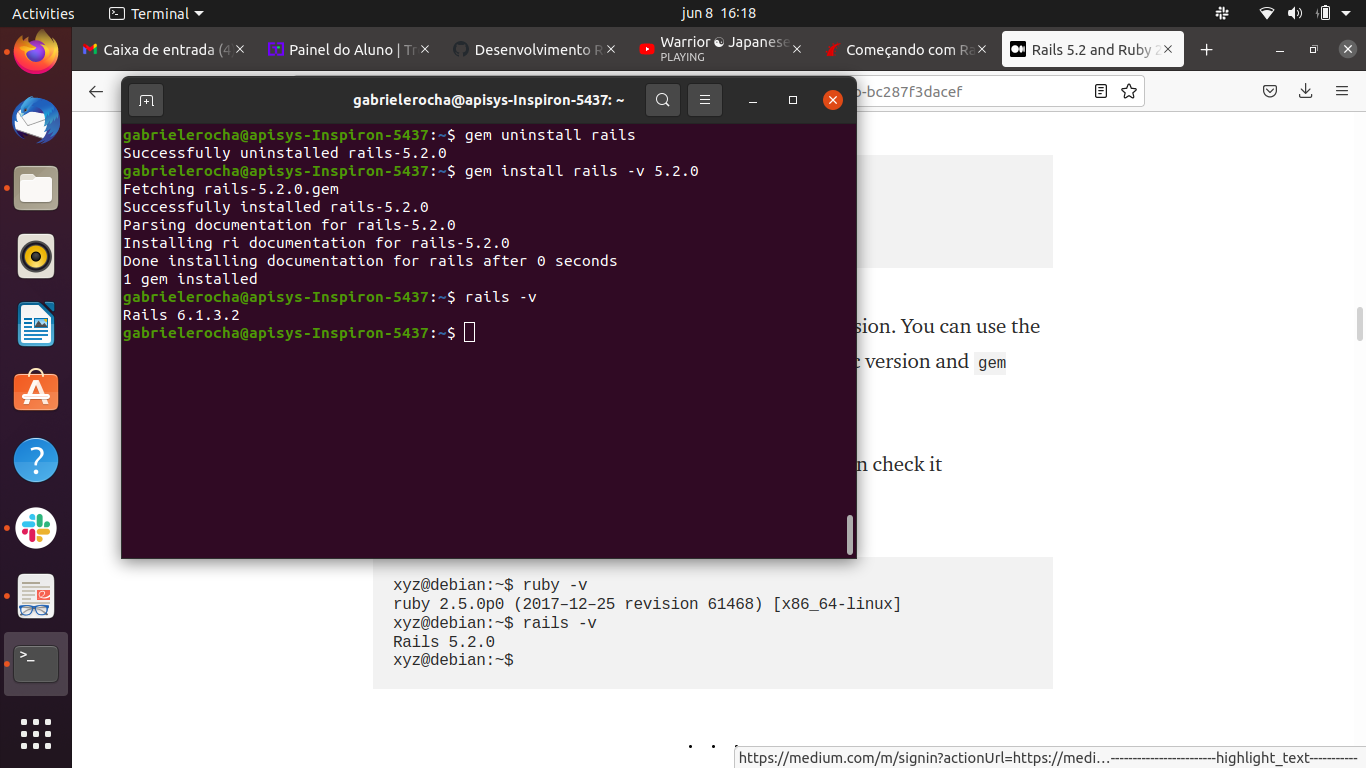 Activities
Terminal
jun 8 16:18
Caixa de entrada (4
Painel do Aluno | Tr
Desenvolvimento R
Warrior ☯ Japanese
PLAYING
Começando com Ra
Rails 5.2 and Ruby 2
o-bc287f3dacef
gabrielerocha@apisys-Inspiron-5437: ~
gabrielerocha@apisys-Inspiron-5437:~$ gem uninstall rails
Successfully uninstalled rails-5.2.0
gabrielerocha@apisys-Inspiron-5437:~$ gem install rails -v 5.2.0
Fetching rails-5.2.0.gem
Successfully installed rails-5.2.0
Parsing documentation for rails-5.2.0
Installing ri documentation for rails-5.2.0
Done installing documentation for rails after 0 seconds
1 gem installed
gabrielerocha@apisys-Inspiron-5437:~$ rails -v
Rails 6.1.3.2
gabrielerocha@apisys-Inspiron-5437:~$
sion. You can use the
c version and gem
n check it
xyz@debian:~$ ruby -v
ruby 2.5.0p0 (2017–12–25 revision 61468) [x86_64-linux]
xyz@debian:~$ rails -v
Rails 5.2.0
xyz@debian:~$
https://medium.com/m/signin?actionUrl=https://medi…-----------------------highlight_text-----------